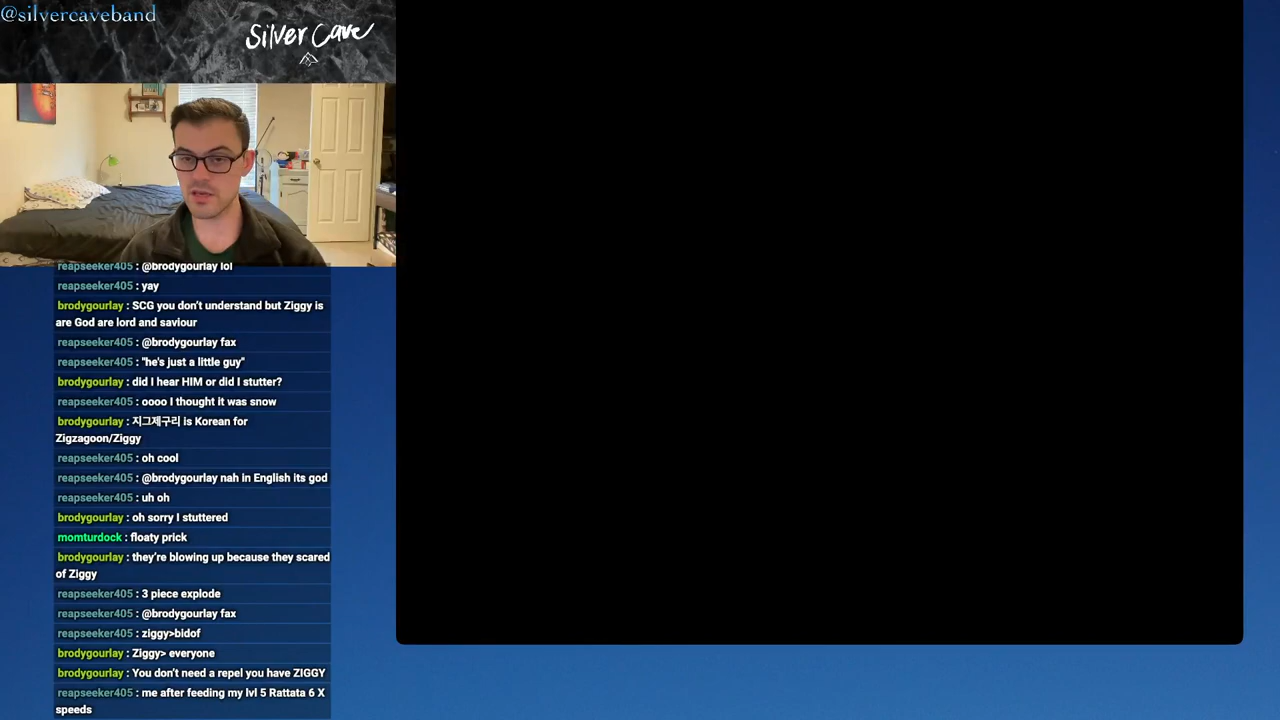 @silvercaveband
Silver Cave
reapseeker405 : @brodygourlay lol
reapseeker405 : yay
brodygourlay : SCG you don't understand but Ziggy is
are God are lord and saviour
reapseeker405 : @brodygourlay fax
reapseeker405 : "he's just a little guy"
brodygourlay : did I hear HIM or did I stutter?
reapseeker405 : oooo I thought it was snow
brodygourlay : 지그제구리 is Korean for
Zigzagoon/Ziggy
reapseeker405 : oh cool
reapseeker405 : @brodygourlay nah in English its god
reapseeker405 : uh oh
brodygourlay : oh sorry I stuttered
momturdock : floaty prick
brodygourlay : they're blowing up because they scared
of Ziggy
reapseeker405 : 3 piece explode
reapseeker405 : @brodygourlay fax
reapseeker405 : ziggy>bidof
brodygourlay : Ziggy> everyone
brodygourlay : You don't need a repel you have ZIGGY
reapseeker405 : me after feeding my lvl 5 Rattata 6 X
speeds